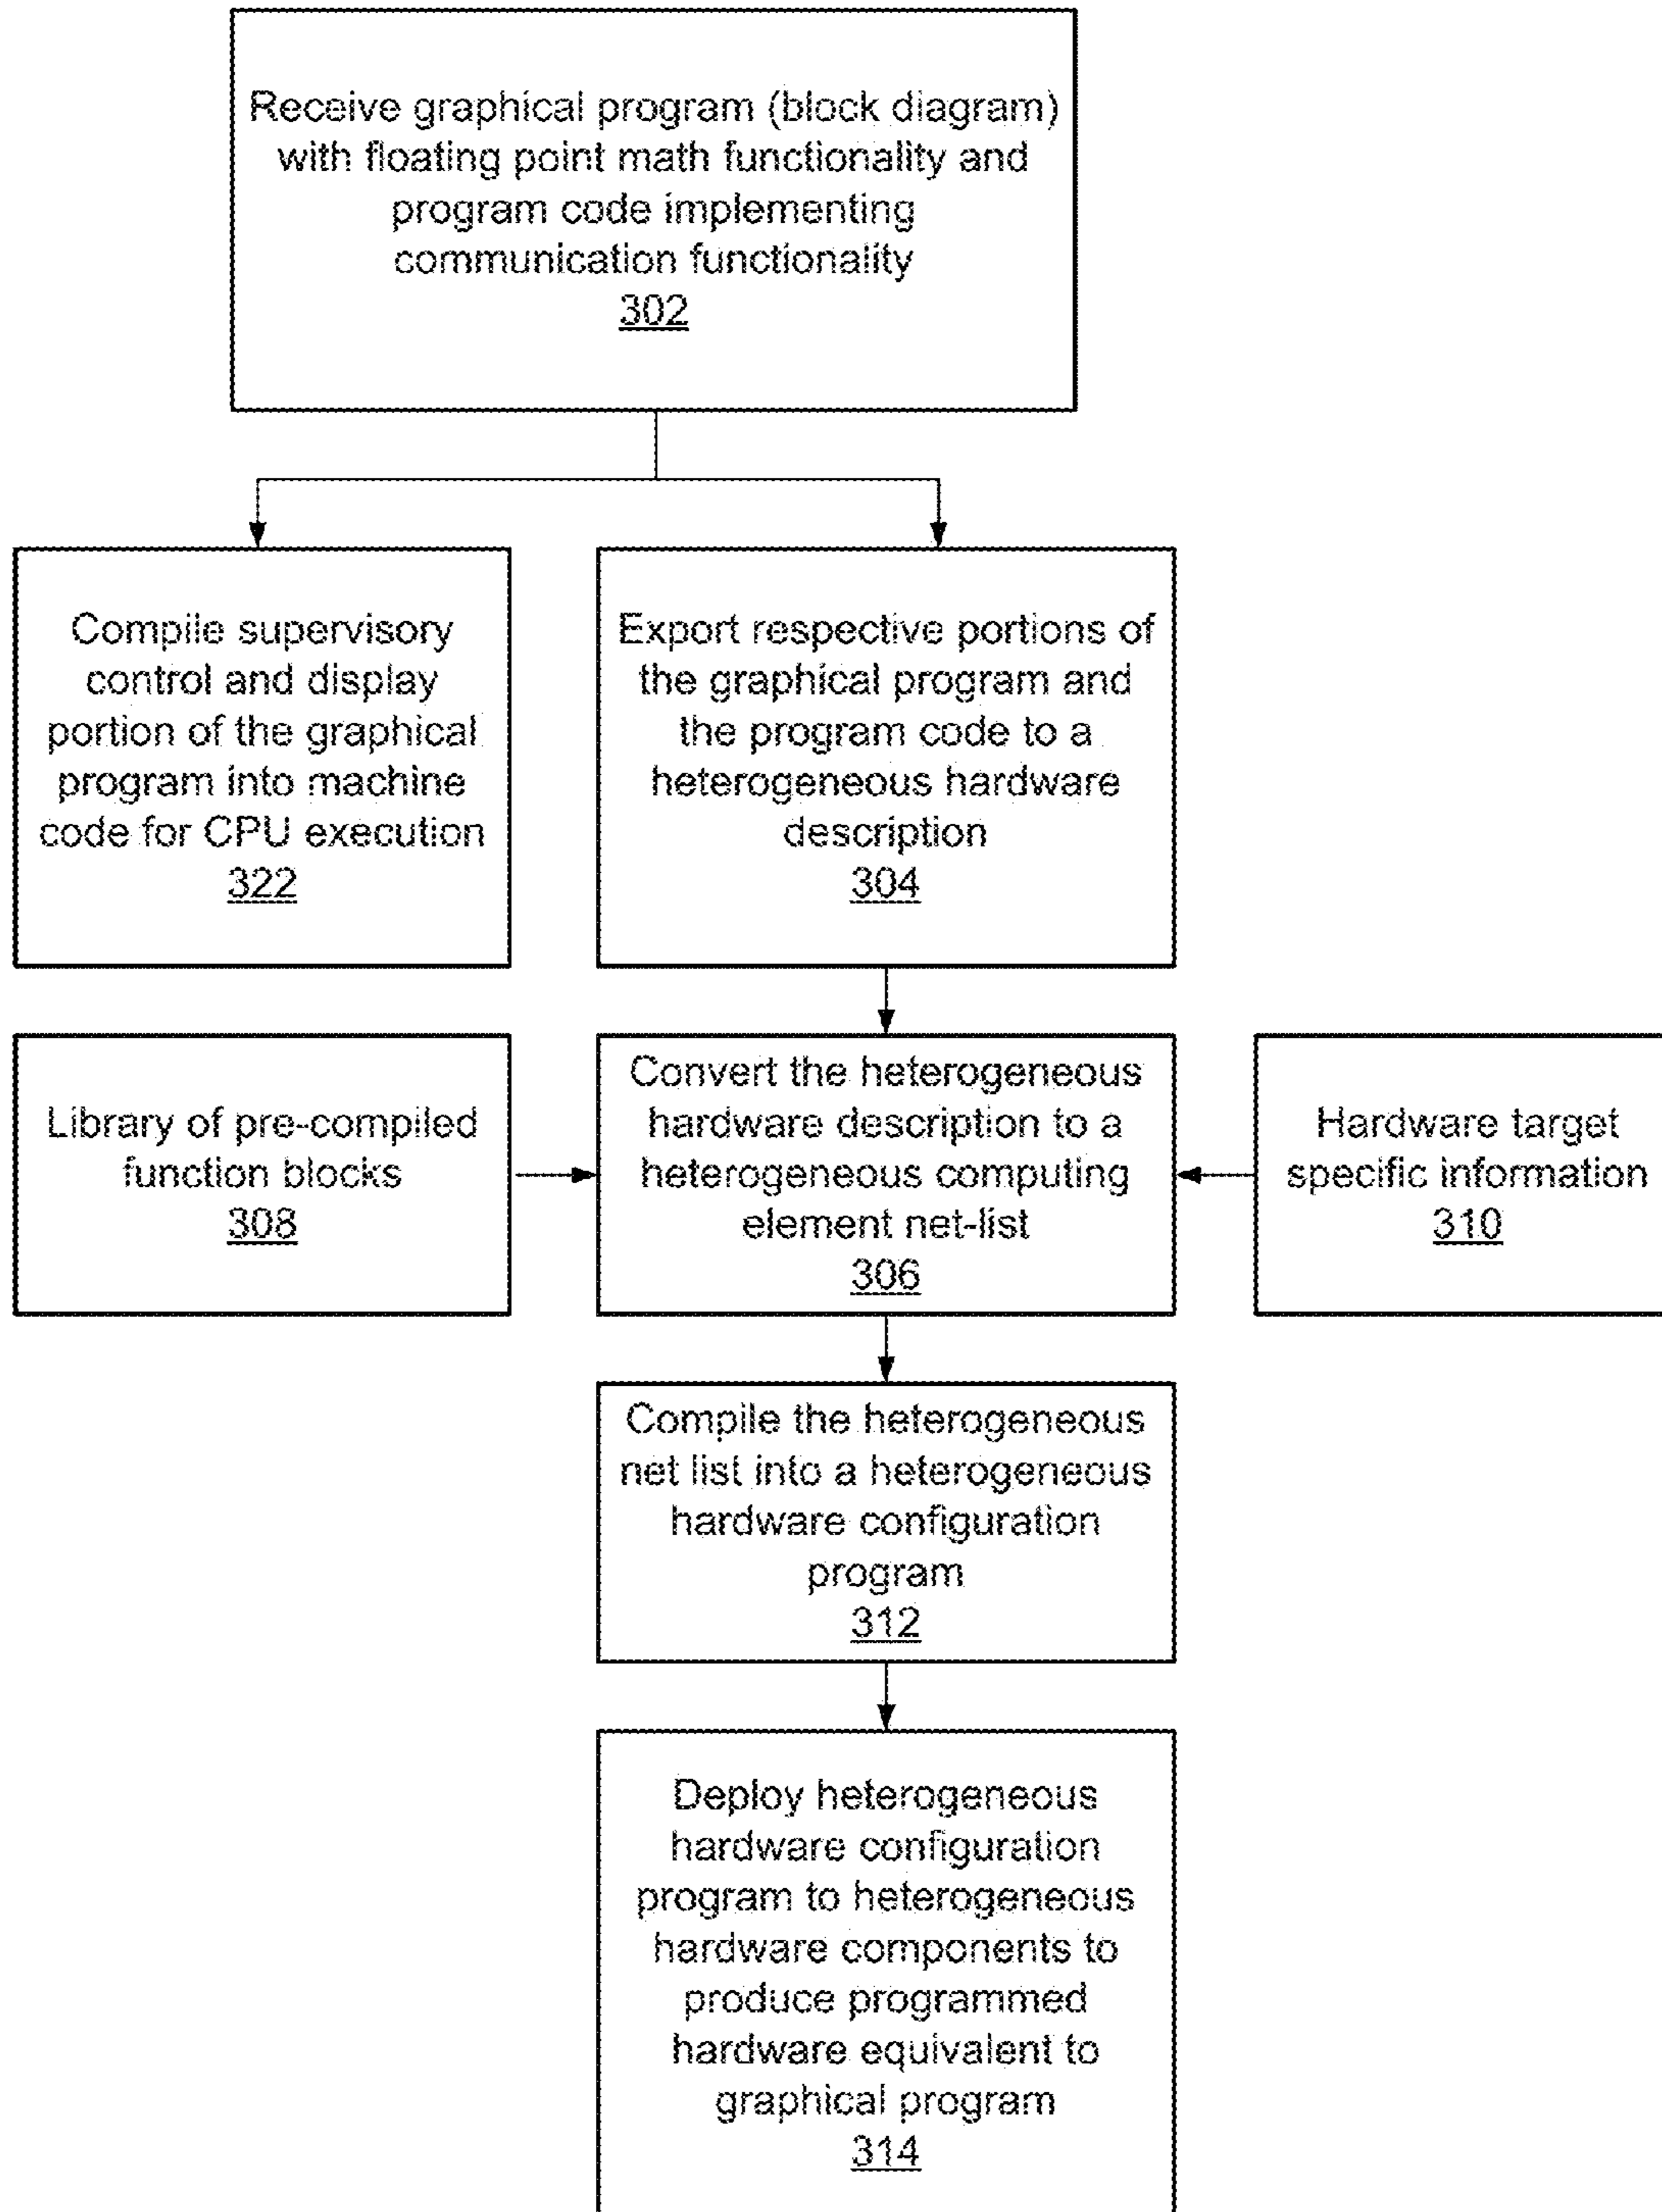 Receive graphical program (block diagram)
with floating point math functionality and
program code implementing
communication functionality
302
Compile supervisory
control and display
portion of the graphical
program into machine
code for CPU execution
322
Export respective portions of
the graphical program and
the program code to a
heterogeneous hardware
description
304
Library of pre-compiled
function blocks
308
Convert the heterogeneous
hardware description to a
heterogeneous computing
element net-list
306
Hardware target
specific information
310
Compile the heterogeneous
net list into a heterogeneous
hardware configuration
program
312
Deploy heterogeneous
hardware configuration
program to heterogeneous
hardware components to
produce programmed
hardware equivalent to
graphical program
314